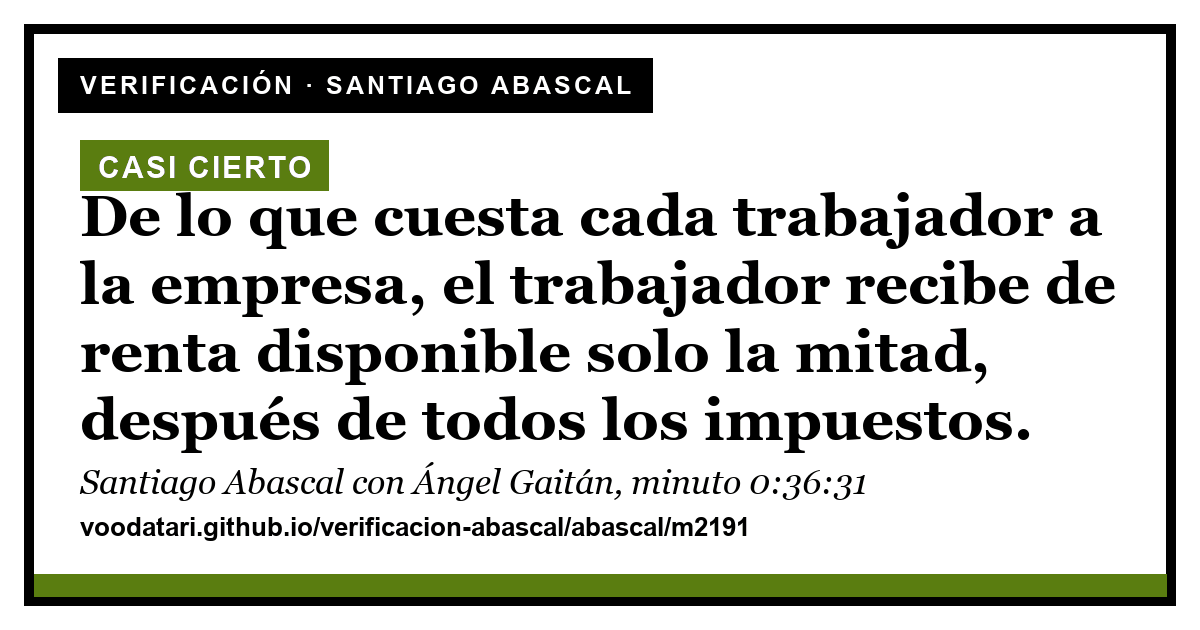 VERIFICACIÓN · SANTIAGO ABASCAL
CASI CIERTO
De lo que cuesta cada trabajador a
la empresa, el trabajador recibe de
renta disponible solo la mitad,
después de todos los impuestos.
Santiago Abascal con Ángel Gaitán, minuto 0:36:31
voodatari.github.io/verificacion-abascal/abascal/m2191